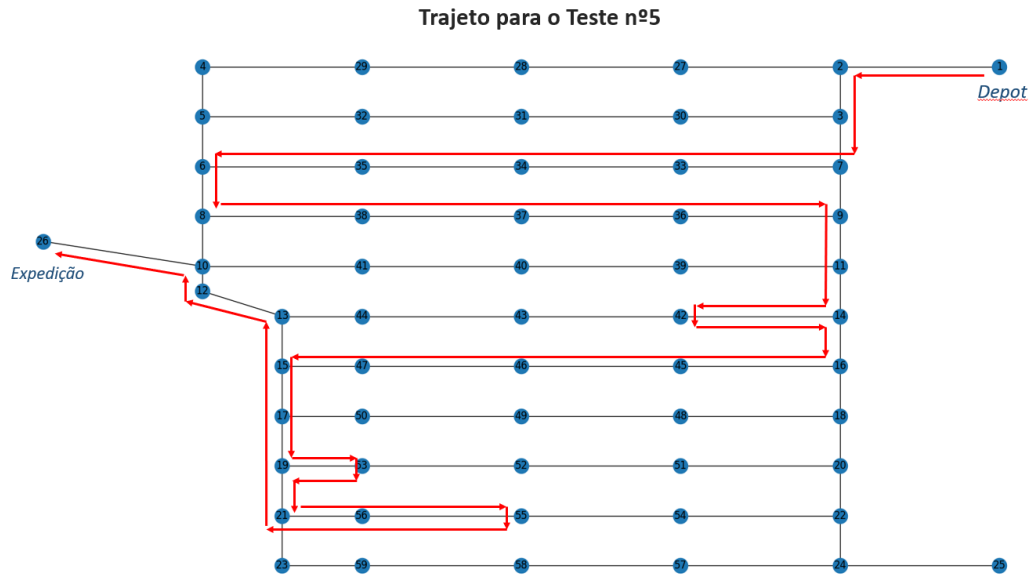 Trajeto para o Teste nº5
4 29 28 27 2 1
Depot
5 32 31 30 3
6 35 34 33 7
8 38 37 36 9
26
Expedição
10 41 40 39 11
12
13 44 43 42 14
15 47 46 45 16
17 50 49 48 18
19 53 52 51 20
21 56 55 54 22
23 59 58 57 24 25